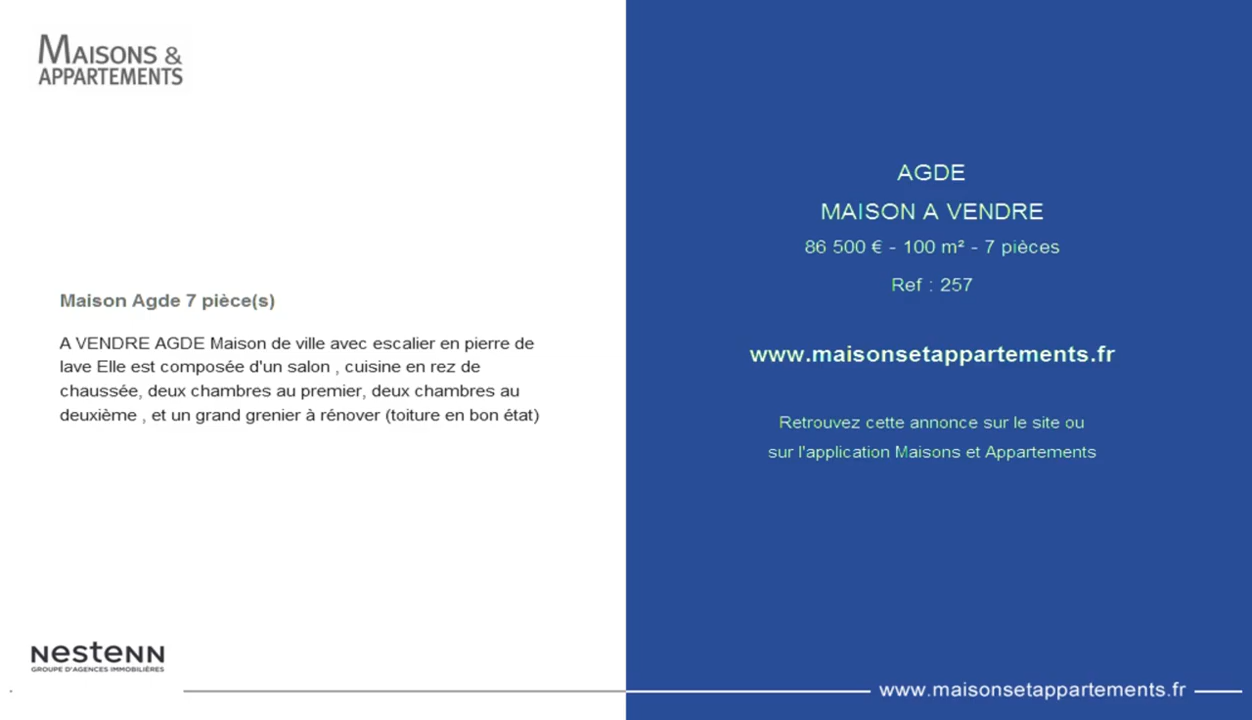 MAISONS &
APPARTEMENTS
Maison Agde 7 pièce(s)
A VENDRE AGDE Maison de ville avec escalier en pierre de
lave Elle est composée d'un salon , cuisine en rez de
chaussée, deux chambres au premier, deux chambres au
deuxième , et un grand grenier à rénover (toiture en bon état)
nestenn
GROUPE D'AGENCES IMMOBILIÈRES
AGDE
MAISON A VENDRE
86 500 € - 100 m² - 7 pièces
Ref : 257
www.maisonsetappartements.fr
Retrouvez cette annonce sur le site ou
sur l'application Maisons et Appartements
www.maisonsetappartements.fr